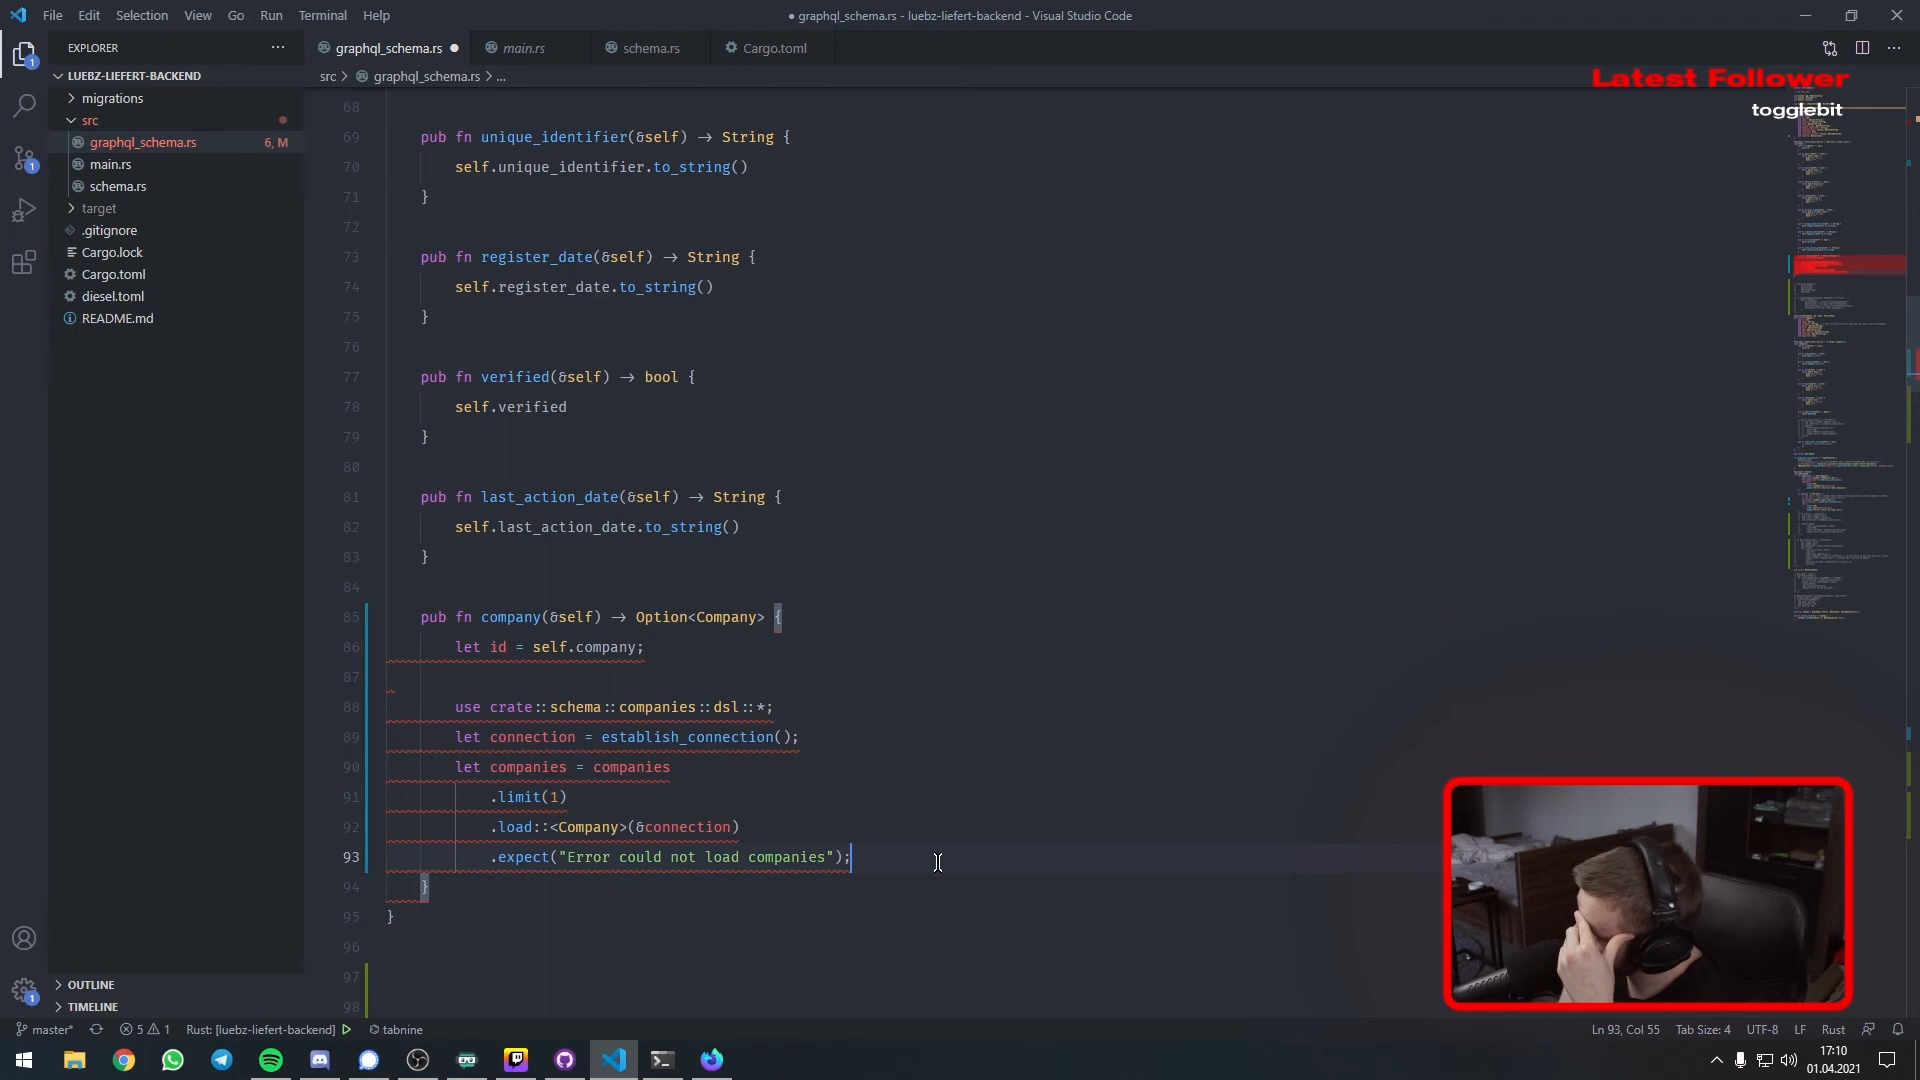 File Edit Selection View Go Run Terminal Help
● graphql_schema.rs - luebz-liefert-backend - Visual Studio Code
EXPLORER
LUEBZ-LIEFERT-BACKEND
migrations
src
graphql_schema.rs 6, M
main.rs
schema.rs
target
.gitignore
Cargo.lock
Cargo.toml
diesel.toml
README.md
OUTLINE
TIMELINE
1
1
1
graphql_schema.rs ● main.rs schema.rs Cargo.toml
src > graphql_schema.rs > ...
Latest Follower
togglebit
68
69 pub fn unique_identifier(&self) → String {
70 self.unique_identifier.to_string()
71 }
72
73 pub fn register_date(&self) → String {
74 self.register_date.to_string()
75 }
76
77 pub fn verified(&self) → bool {
78 self.verified
79 }
80
81 pub fn last_action_date(&self) → String {
82 self.last_action_date.to_string()
83 }
84
85 pub fn company(&self) → Option<Company> {
86 let id = self.company;
87
88 use crate::schema::companies::dsl::*;
89 let connection = establish_connection();
90 let companies = companies
91 .limit(1)
92 .load::<Company>(&connection)
93 .expect("Error could not load companies");
94 }
95 }
96
97
98
master* 5 1 Rust: [luebz-liefert-backend] tabnine
Ln 93, Col 55 Tab Size: 4 UTF-8 LF Rust
17:10
01.04.2021